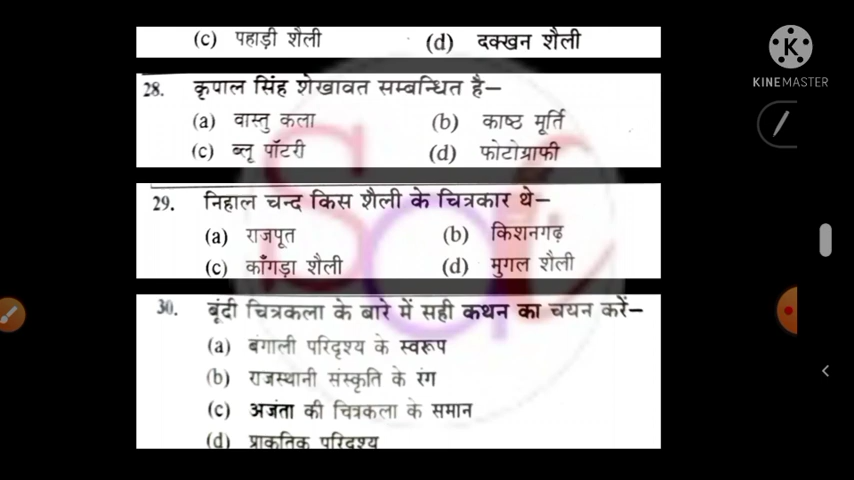 (c) पहाड़ी शैली (d) दक्खन शैली
28. कृपाल सिंह शेखावत सम्बन्धित है–
(a) वास्तु कला (b) काष्ठ मूर्ति
(c) ब्लू पॉटरी (d) फोटोग्राफी
29. निहाल चन्द किस शैली के चित्रकार थे–
(a) राजपूत (b) किशनगढ़
(c) काँगड़ा शैली (d) मुगल शैली
30. बूंदी चित्रकला के बारे में सही कथन का चयन करें–
(a) बंगाली परिदृश्य के स्वरूप
(b) राजस्थानी संस्कृति के रंग
(c) अजंता की चित्रकला के समान
(d) प्राकृतिक परिदृश्य
K
KINEMASTER